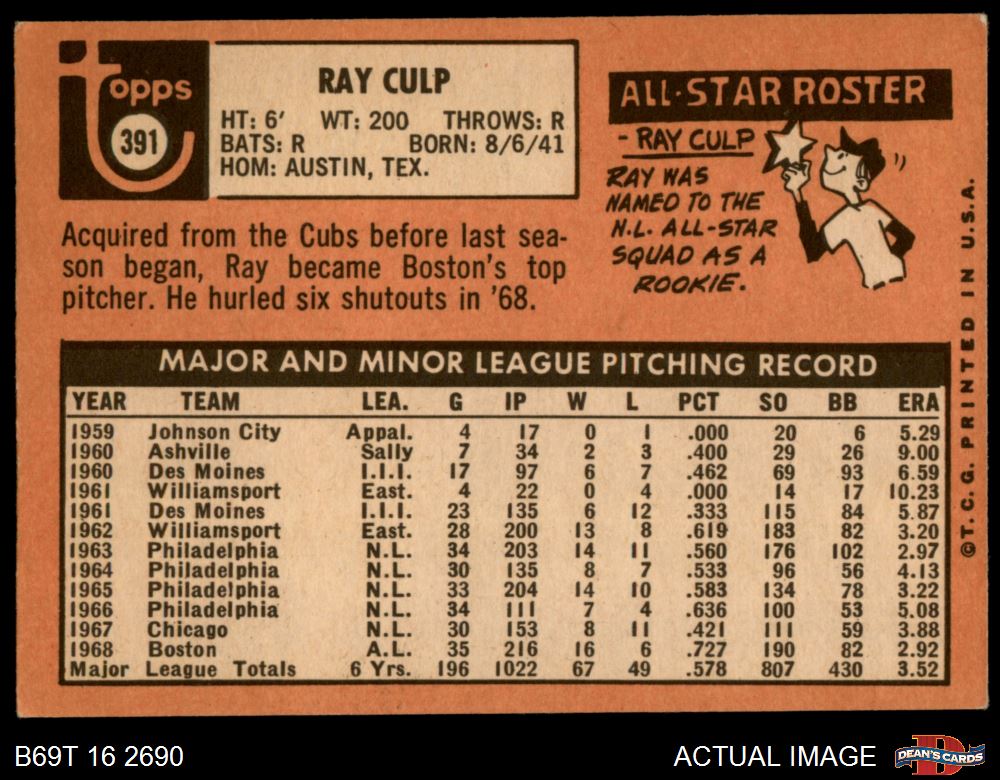 topps
391
RAY CULP
HT: 6' WT: 200 THROWS: R
BATS: R BORN: 8/6/41
HOM: AUSTIN, TEX.
Acquired from the Cubs before last sea-
son began, Ray became Boston's top
pitcher. He hurled six shutouts in '68.
ALL-STAR ROSTER
- RAY CULP
RAY WAS
NAMED TO THE
N.L. ALL-STAR
SQUAD AS A
ROOKIE.
MAJOR AND MINOR LEAGUE PITCHING RECORD
YEAR TEAM LEA. G IP W L PCT SO BB ERA
1959 Johnson City Appal. 4 17 0 1 .000 20 6 5.29
1960 Ashville Sally 7 34 2 3 .400 29 26 9.00
1960 Des Moines I.I.I. 17 97 6 7 .462 69 93 6.59
1961 Williamsport East. 4 22 0 4 .000 14 17 10.23
1961 Des Moines I.I.I. 23 135 6 12 .333 115 84 5.87
1962 Williamsport East. 28 200 13 8 .619 183 82 3.20
1963 Philadelphia N.L. 34 203 14 11 .560 176 102 2.97
1964 Philadelphia N.L. 30 135 8 7 .533 96 56 4.13
1965 Philadelphia N.L. 33 204 14 10 .583 134 78 3.22
1966 Philadelphia N.L. 34 111 7 4 .636 100 53 5.08
1967 Chicago N.L. 30 153 8 11 .421 111 59 3.88
1968 Boston A.L. 35 216 16 6 .727 190 82 2.92
Major League Totals 6 Yrs. 196 1022 67 49 .578 807 430 3.52
©T.C.G. PRINTED IN U.S.A.
B69T 16 2690
ACTUAL IMAGE
D
DEAN'S CARDS